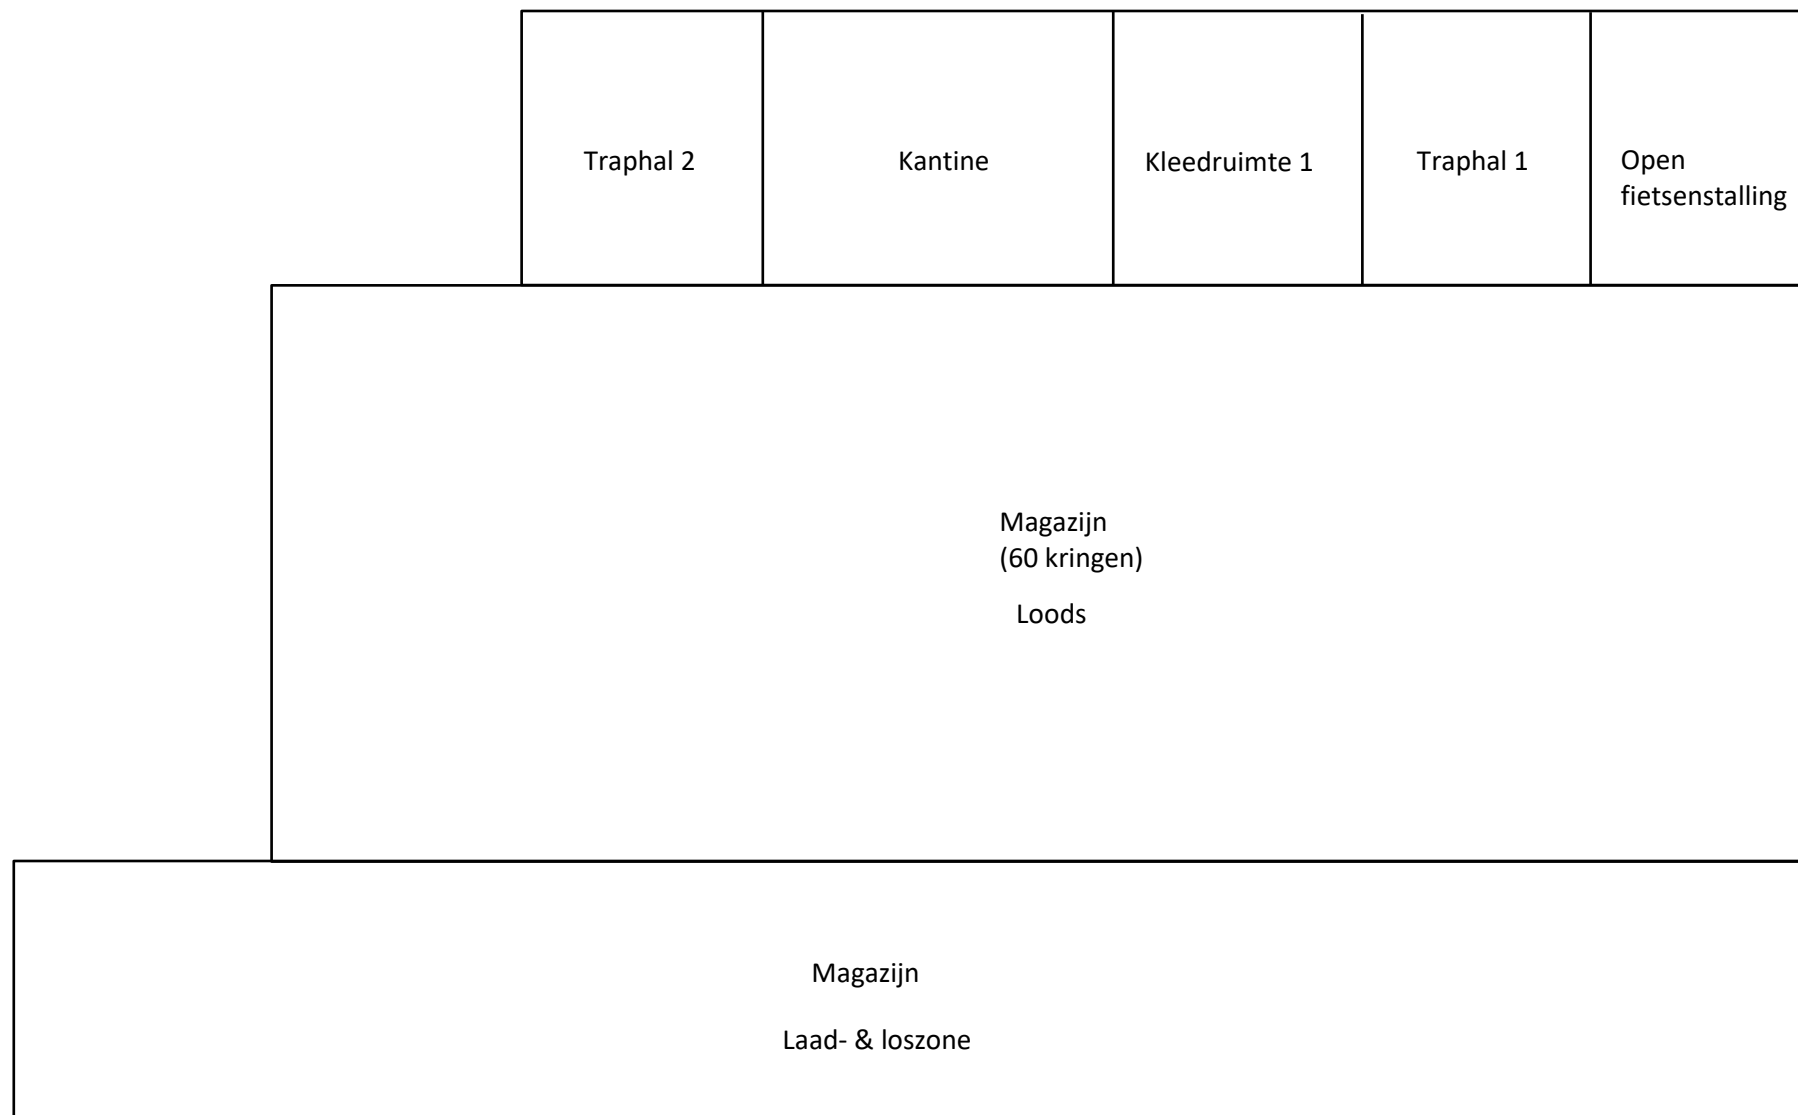 Traphal 2
Kantine
Kleedruimte 1
Traphal 1
Open
fietsenstalling
Magazijn
(60 kringen)
Loods
Magazijn
Laad- & loszone